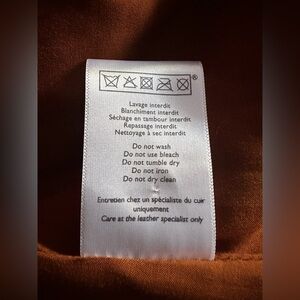 ®
Lavage interdit
Blanchiment interdit
Séchage en tambour interdit
Repassage interdit
Nettoyage à sec interdit
Do not wash
Do not use bleach
Do not tumble dry
Do not iron
Do not dry clean
Entretien chez un spécialiste du cuir
uniquement
Care at the leather specialist only